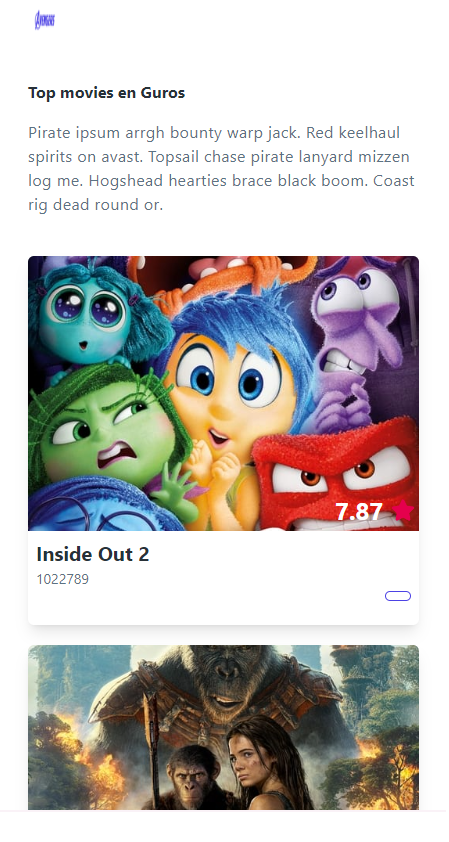 AVENGERS
Top movies en Guros
Pirate ipsum arrgh bounty warp jack. Red keelhaul
spirits on avast. Topsail chase pirate lanyard mizzen
log me. Hogshead hearties brace black boom. Coast
rig dead round or.
7.87
Inside Out 2
1022789